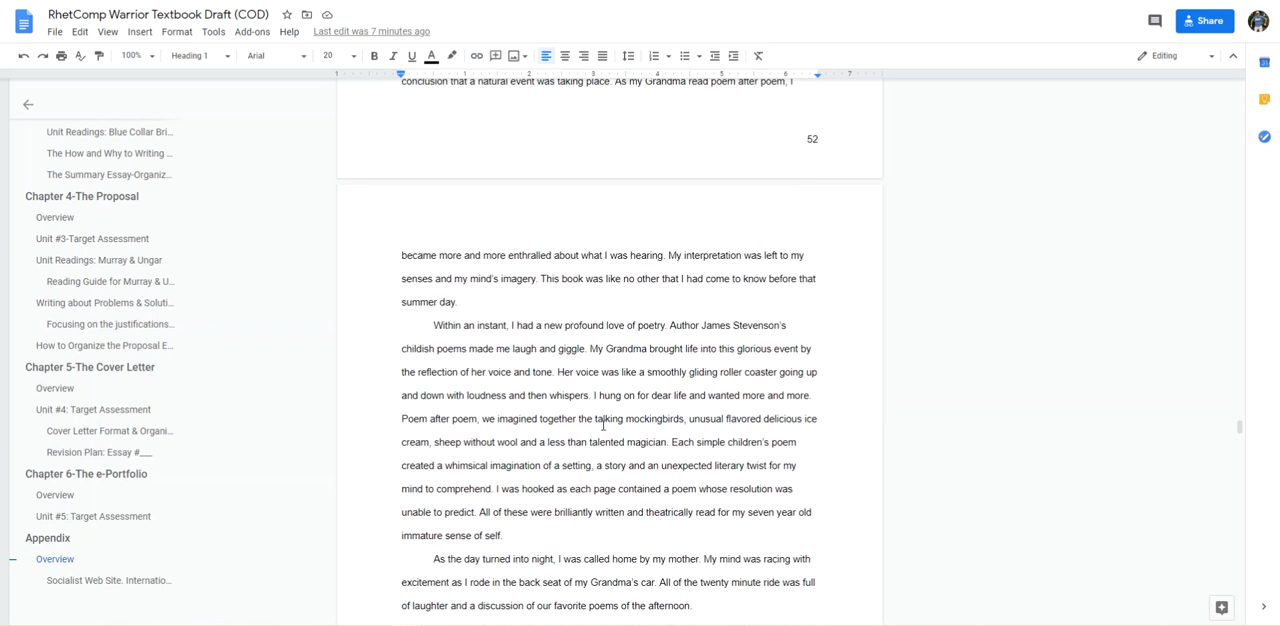 RhetComp Warrior Textbook Draft (COD)
File Edit View Insert Format Tools Add-ons Help Last edit was 7 minutes ago
Share
100% Heading 1 Arial 20 B I U A Editing
1 1 2 3 4 5 6 7
Unit Readings: Blue Collar Bri...
The How and Why to Writing ...
The Summary Essay-Organiz...
Chapter 4-The Proposal
Overview
Unit #3-Target Assessment
Unit Readings: Murray & Ungar
Reading Guide for Murray & U...
Writing about Problems & Soluti...
Focusing on the justifications...
How to Organize the Proposal E...
Chapter 5-The Cover Letter
Overview
Unit #4: Target Assessment
Cover Letter Format & Organi...
Revision Plan: Essay #___
Chapter 6-The e-Portfolio
Overview
Unit #5: Target Assessment
Appendix
Overview
Socialist Web Site. Internatio...
conclusion that a natural event was taking place. As my Grandma read poem after poem, I
52
became more and more enthralled about what I was hearing. My interpretation was left to my
senses and my mind's imagery. This book was like no other that I had come to know before that
summer day.
Within an instant, I had a new profound love of poetry. Author James Stevenson's
childish poems made me laugh and giggle. My Grandma brought life into this glorious event by
the reflection of her voice and tone. Her voice was like a smoothly gliding roller coaster going up
and down with loudness and then whispers. I hung on for dear life and wanted more and more.
Poem after poem, we imagined together the talking mockingbirds, unusual flavored delicious ice
cream, sheep without wool and a less than talented magician. Each simple children's poem
created a whimsical imagination of a setting, a story and an unexpected literary twist for my
mind to comprehend. I was hooked as each page contained a poem whose resolution was
unable to predict. All of these were brilliantly written and theatrically read for my seven year old
immature sense of self.
As the day turned into night, I was called home by my mother. My mind was racing with
excitement as I rode in the back seat of my Grandma's car. All of the twenty minute ride was full
of laughter and a discussion of our favorite poems of the afternoon.